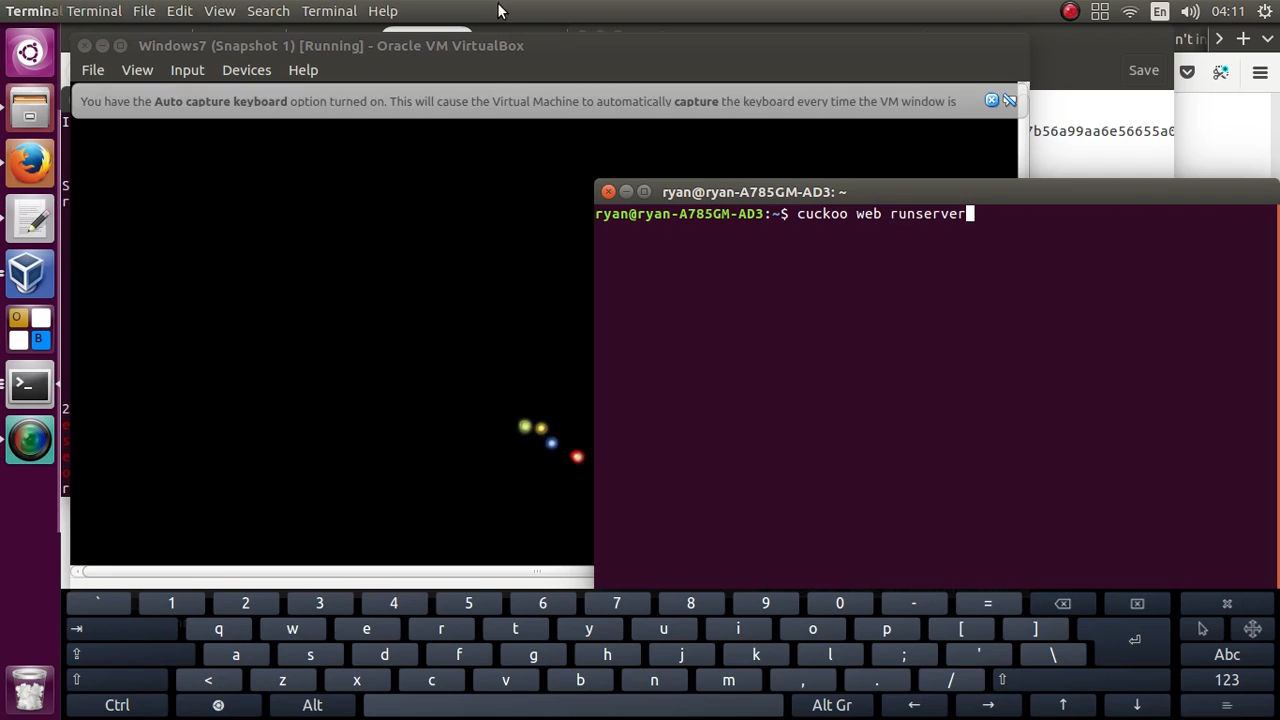 Terminal Terminal File Edit View Search Terminal Help En 04:11
Windows7 (Snapshot 1) [Running] - Oracle VM VirtualBox
't in
File View Input Devices Help
Save
You have the Auto capture keyboard option turned on. This will cause the Virtual Machine to automatically capture the keyboard every time the VM window is
7b56a99aa6e56655a0
ryan@ryan-A785GM-AD3: ~
ryan@ryan-A785GM-AD3:~$ cuckoo web runserver
O
B
` 1 2 3 4 5 6 7 8 9 0 - =
q w e r t y u i o p [ ]
a s d f g h j k l ; ' \ Abc
< z x c v b n m , . / 123
Ctrl Alt Alt Gr